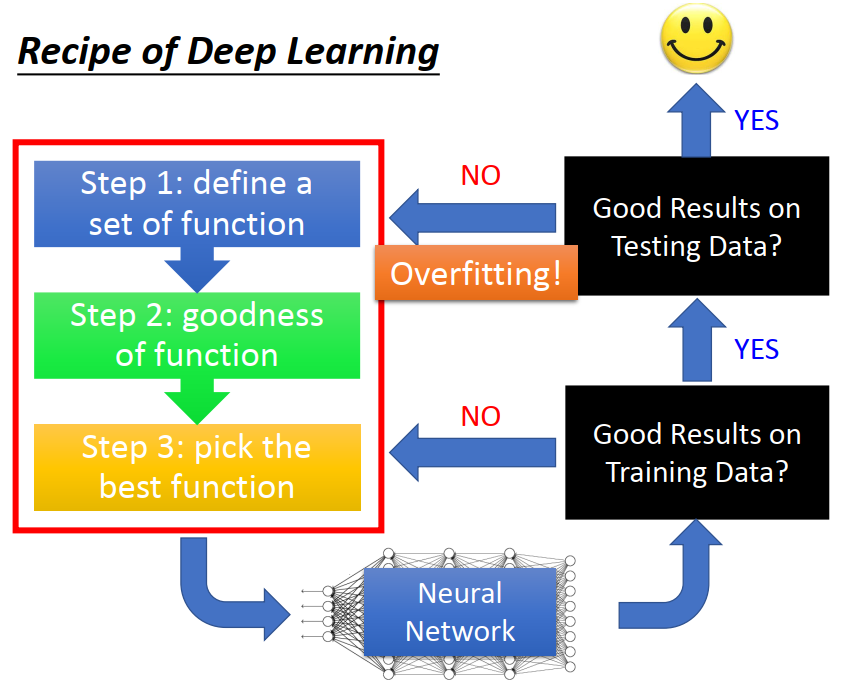 Recipe of Deep Learning
YES
Step 1: define a
set of function
NO
Good Results on
Testing Data?
Overfitting!
Step 2: goodness
of function
YES
NO
Good Results on
Training Data?
Step 3: pick the
best function
Neural
Network